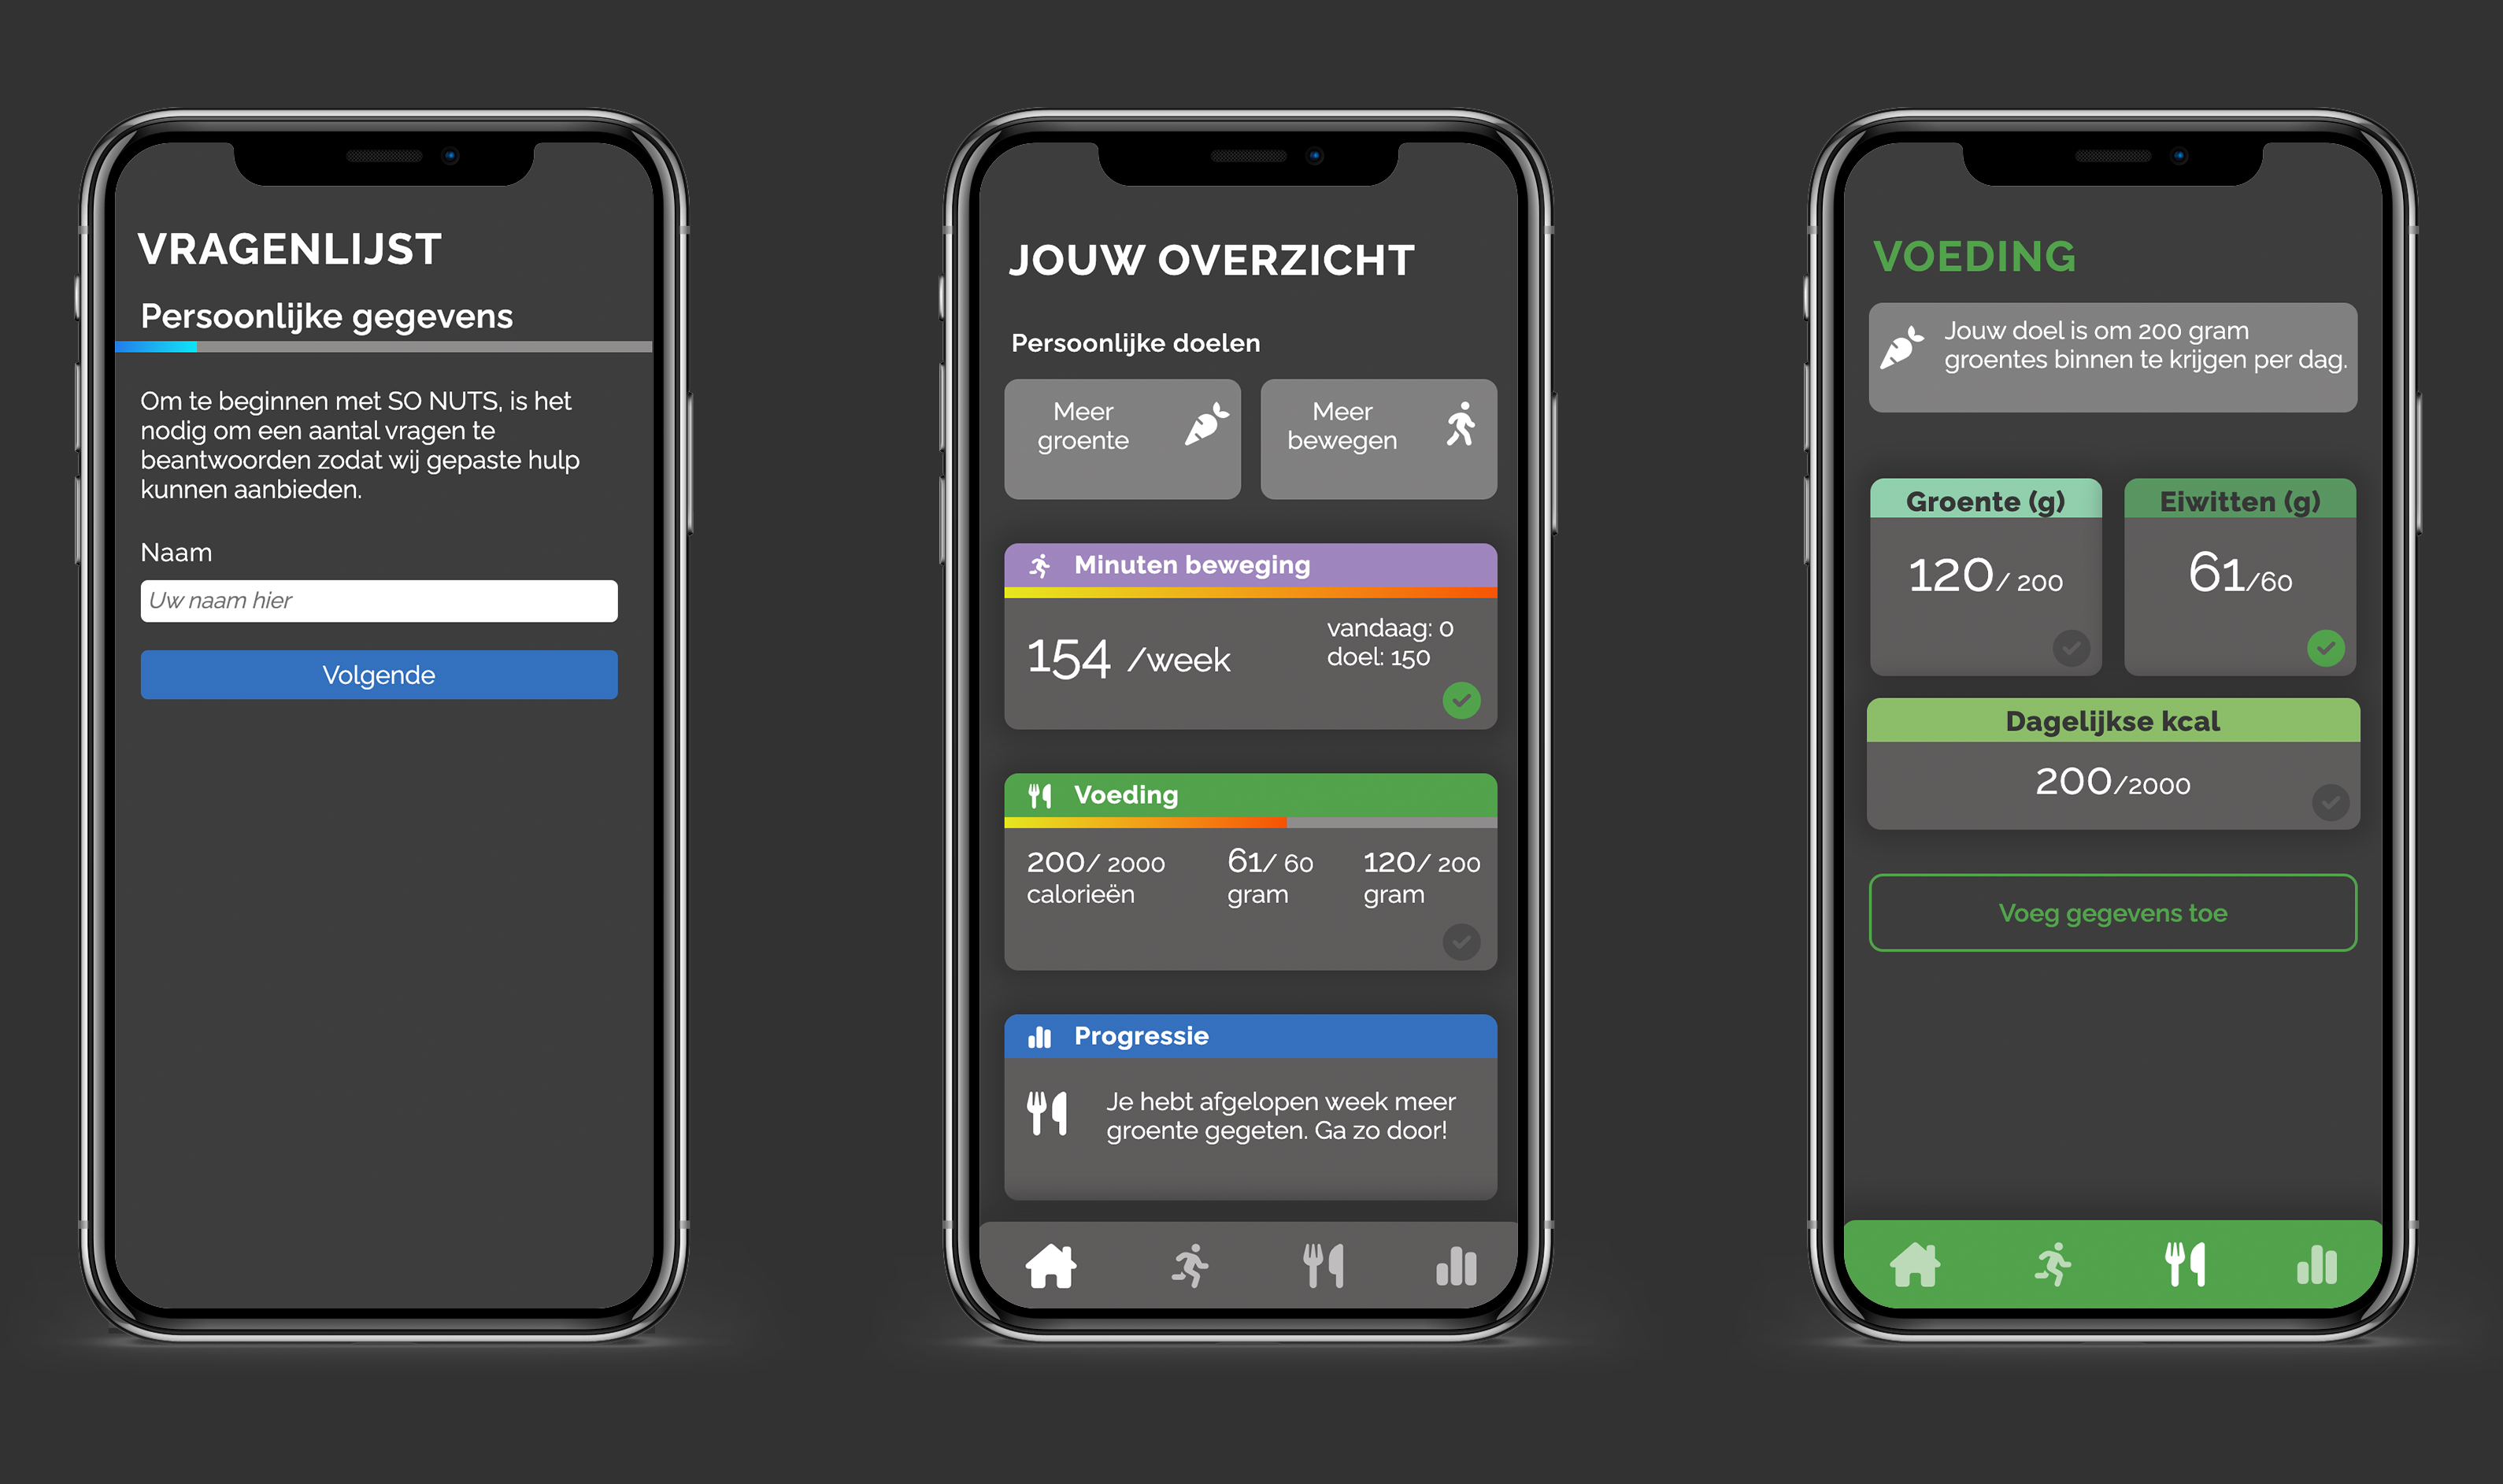 VRAGENLIJST
Persoonlijke gegevens
Om te beginnen met SO NUTS, is het
nodig om een aantal vragen te
beantwoorden zodat wij gepaste hulp
kunnen aanbieden.
Naam
Uw naam hier
Volgende
JOUW OVERZICHT
Persoonlijke doelen
Meer
groente
Meer
bewegen
Minuten beweging
154 /week
vandaag: 0
doel: 150
Voeding
200/ 2000
calorieën
61/ 60
gram
120/ 200
gram
Progressie
Je hebt afgelopen week meer
groente gegeten. Ga zo door!
VOEDING
Jouw doel is om 200 gram
groentes binnen te krijgen per dag.
Groente (g)
120/ 200
Eiwitten (g)
61/60
Dagelijkse kcal
200/2000
Voeg gegevens toe